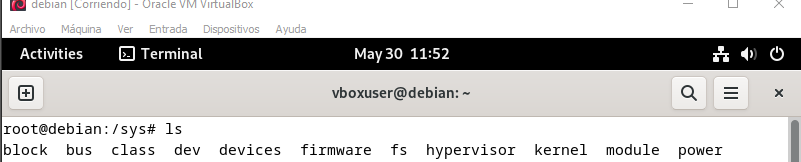 debian [Corriendo] - Oracle VM VirtualBox
Archivo Máquina Ver Entrada Dispositivos Ayuda
Activities Terminal May 30 11:52
vboxuser@debian: ~
root@debian:/sys# ls
block bus class dev devices firmware fs hypervisor kernel module power